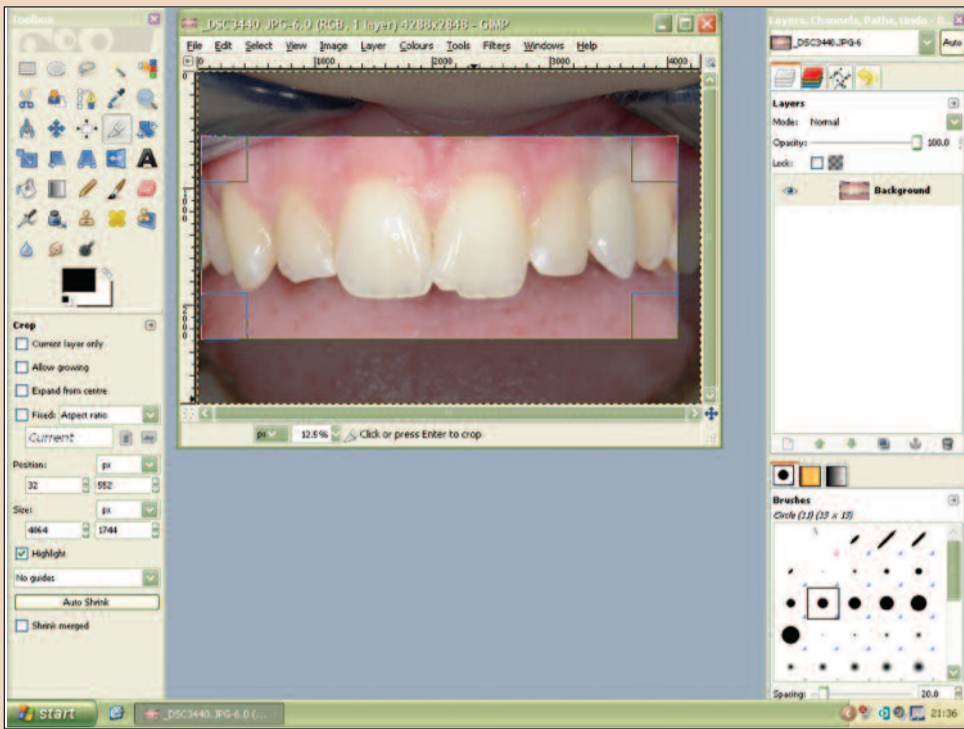 Toolbox
Crop
Current layer only
Allow growing
Expand from centre
Fixed: Aspect ratio
Current
Position:
px
32
552
Size:
px
4064
1744
Highlight
No guides
Auto Shrink
Shrink merged
_DSC3440.JPG-6.0 (RGB, 1 layer) 4288x2848 – GIMP
File Edit Select View Image Layer Colours Tools Filters Windows Help
0 1000 2000 3000 4000
0
1000
2000
px 12.5% Click or press Enter to crop
Layers, Channels, Paths, Undo - B...
_DSC3440.JPG-6
Auto
Layers
Mode: Normal
Opacity: 100.0
Lock:
Background
Brushes
Circle (13) (13 x 13)
Spacing: 20.0
start
_DSC3440.JPG-6.0 (...
21:36